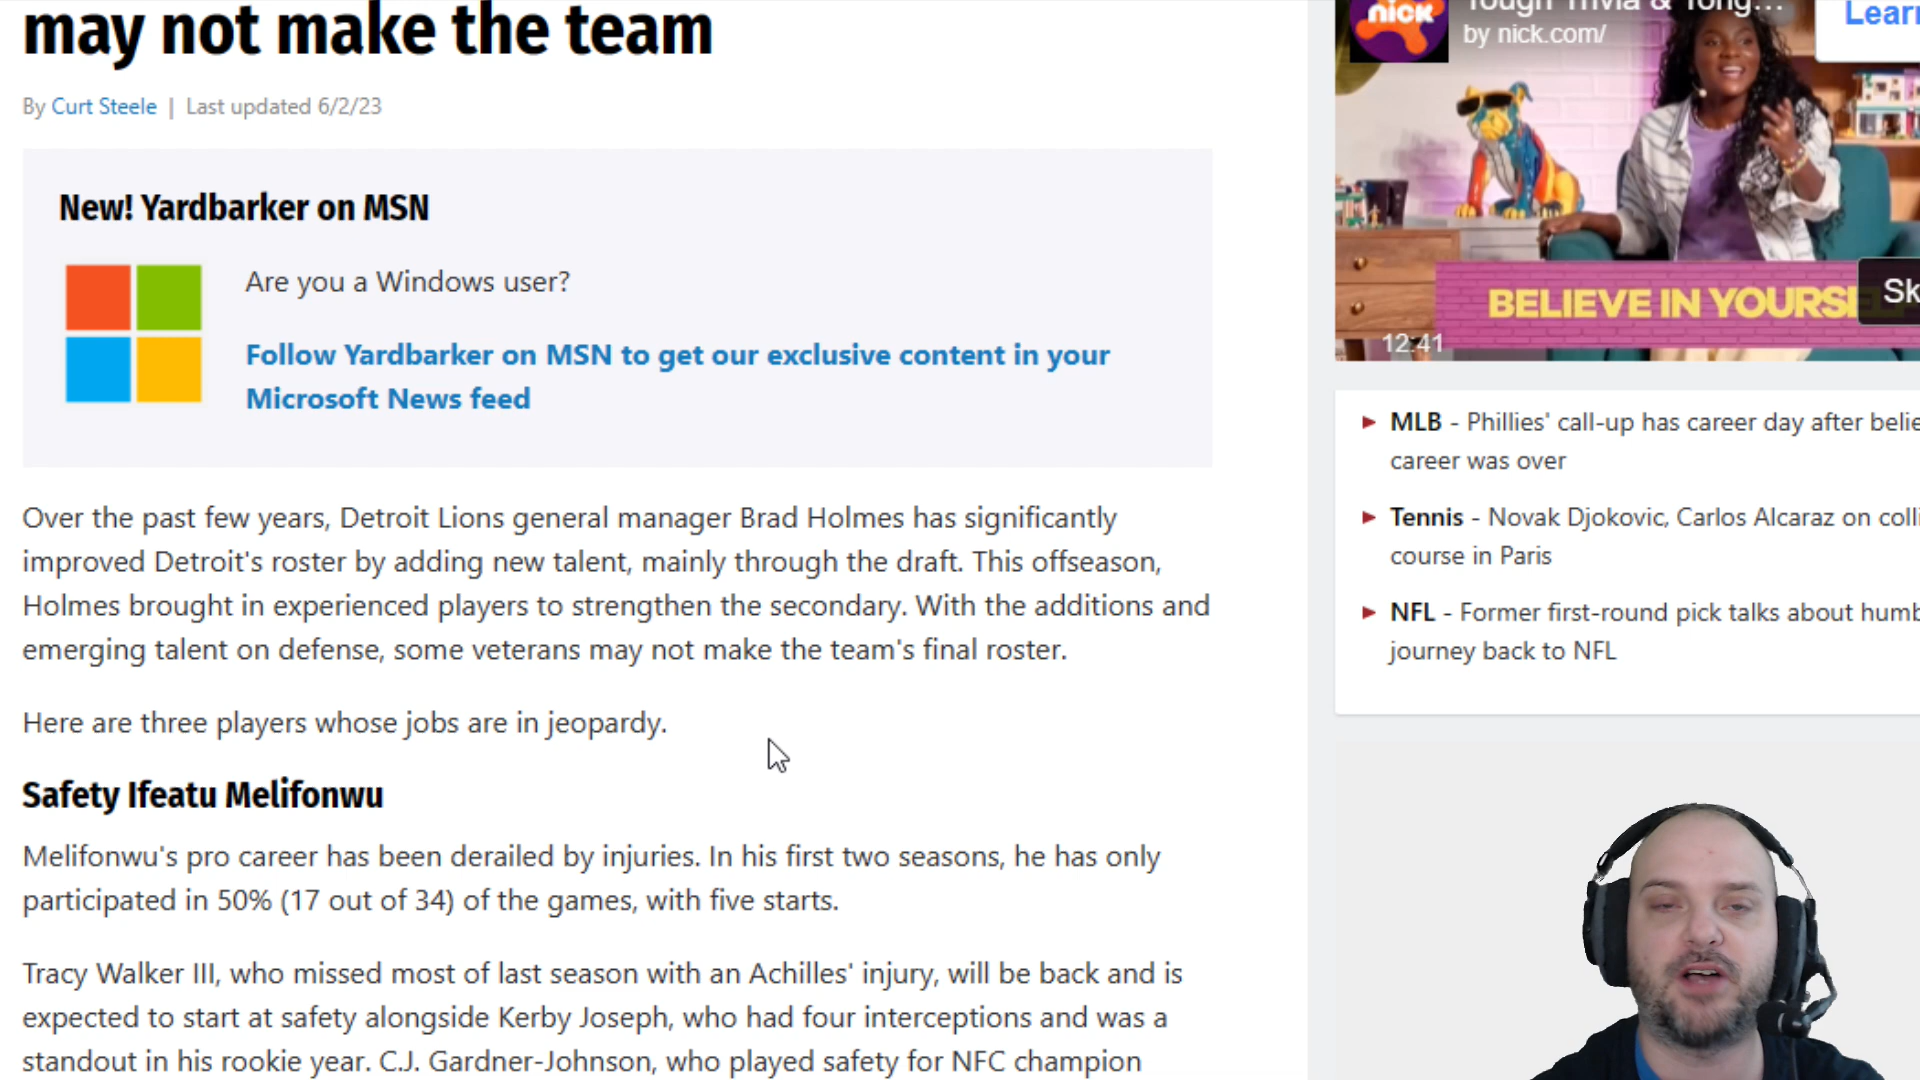 may not make the team
By Curt Steele | Last updated 6/2/23
New! Yardbarker on MSN
Are you a Windows user?
Follow Yardbarker on MSN to get our exclusive content in your
Microsoft News feed
Over the past few years, Detroit Lions general manager Brad Holmes has significantly
improved Detroit's roster by adding new talent, mainly through the draft. This offseason,
Holmes brought in experienced players to strengthen the secondary. With the additions and
emerging talent on defense, some veterans may not make the team's final roster.
Here are three players whose jobs are in jeopardy.
Safety Ifeatu Melifonwu
Melifonwu's pro career has been derailed by injuries. In his first two seasons, he has only
participated in 50% (17 out of 34) of the games, with five starts.
Tracy Walker III, who missed most of last season with an Achilles' injury, will be back and is
expected to start at safety alongside Kerby Joseph, who had four interceptions and was a
standout in his rookie year. C.J. Gardner-Johnson, who played safety for NFC champion
nick
Tough Trivia & Tong...
by nick.com/
Learn
BELIEVE IN YOURSELF
Sk
12:41
MLB - Phillies' call-up has career day after belie
career was over
Tennis - Novak Djokovic, Carlos Alcaraz on colli
course in Paris
NFL - Former first-round pick talks about humb
journey back to NFL